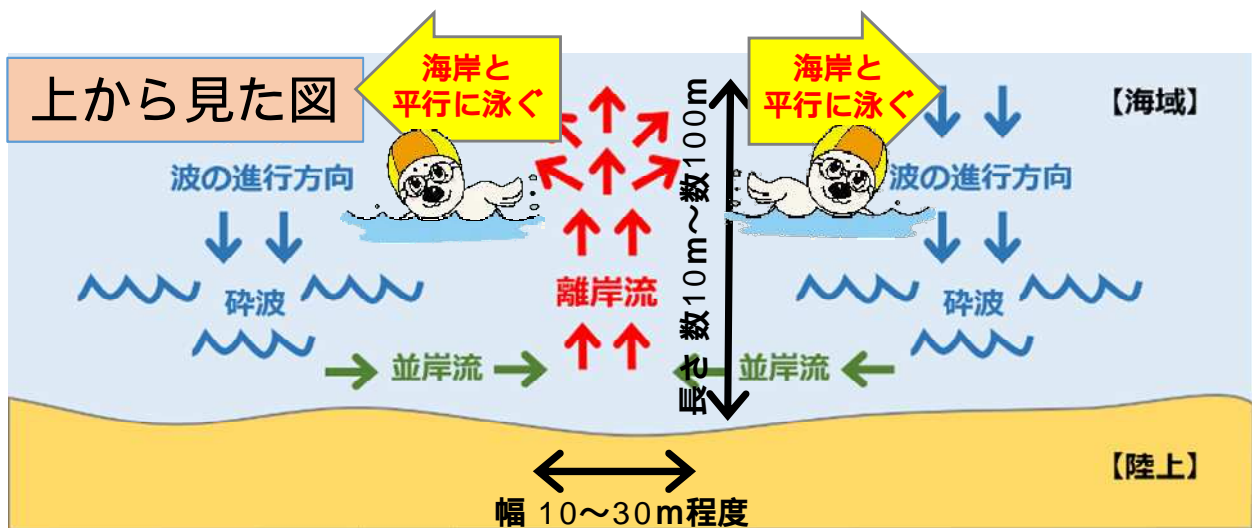 上から見た図
海岸と
平行に泳ぐ
海岸と
平行に泳ぐ
【海域】
波の進行方向
波の進行方向
長さ 数10m～数100m
離岸流
砕波
砕波
並岸流
並岸流
【陸上】
幅 10～30m程度